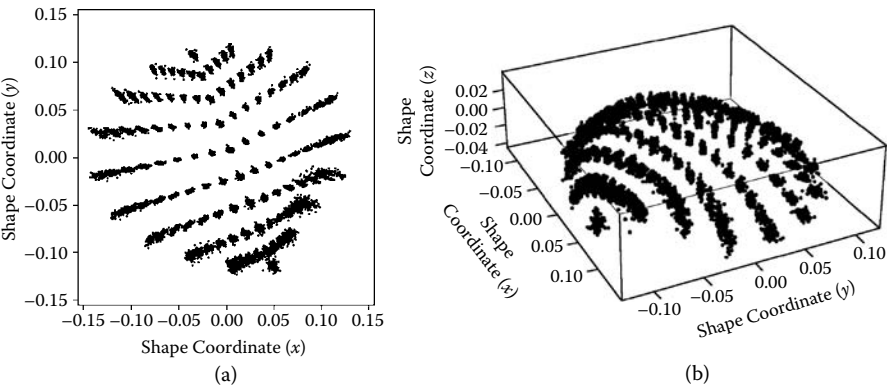 0.15
0.10
0.05
0.00
−0.05
−0.10
−0.15
Shape Coordinate (y)
−0.15 −0.10 −0.05 0.00 0.05 0.10 0.15
Shape Coordinate (x)
(a)
Shape
Coordinate (z)
0.02
0.00
−0.02
−0.04
−0.10
−0.05
0.00
0.05
0.10
Shape
Coordinate (x)
−0.10
−0.05
0.00
0.05
0.10
Shape Coordinate (y)
(b)